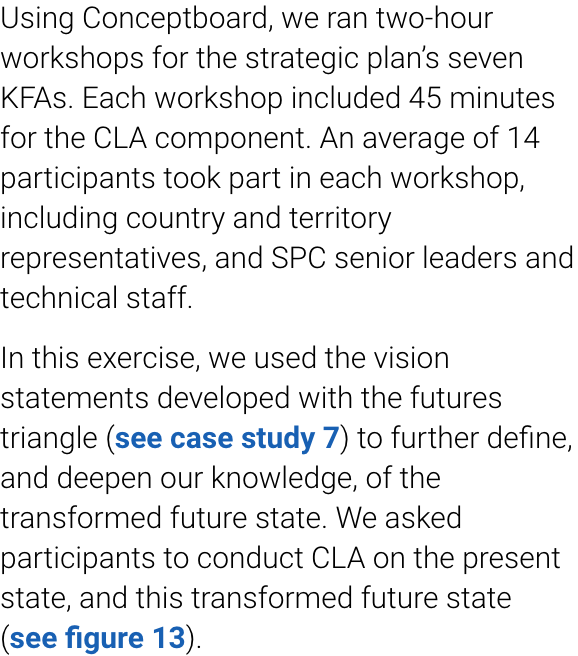 Using Conceptboard, we ran two-hour
workshops for the strategic plan's seven
KFAs. Each workshop included 45 minutes
for the CLA component. An average of 14
participants took part in each workshop,
including country and territory
representatives, and SPC senior leaders and
technical staff.
In this exercise, we used the vision
statements developed with the futures
triangle (see case study 7) to further define,
and deepen our knowledge, of the
transformed future state. We asked
participants to conduct CLA on the present
state, and this transformed future state
(see figure 13).